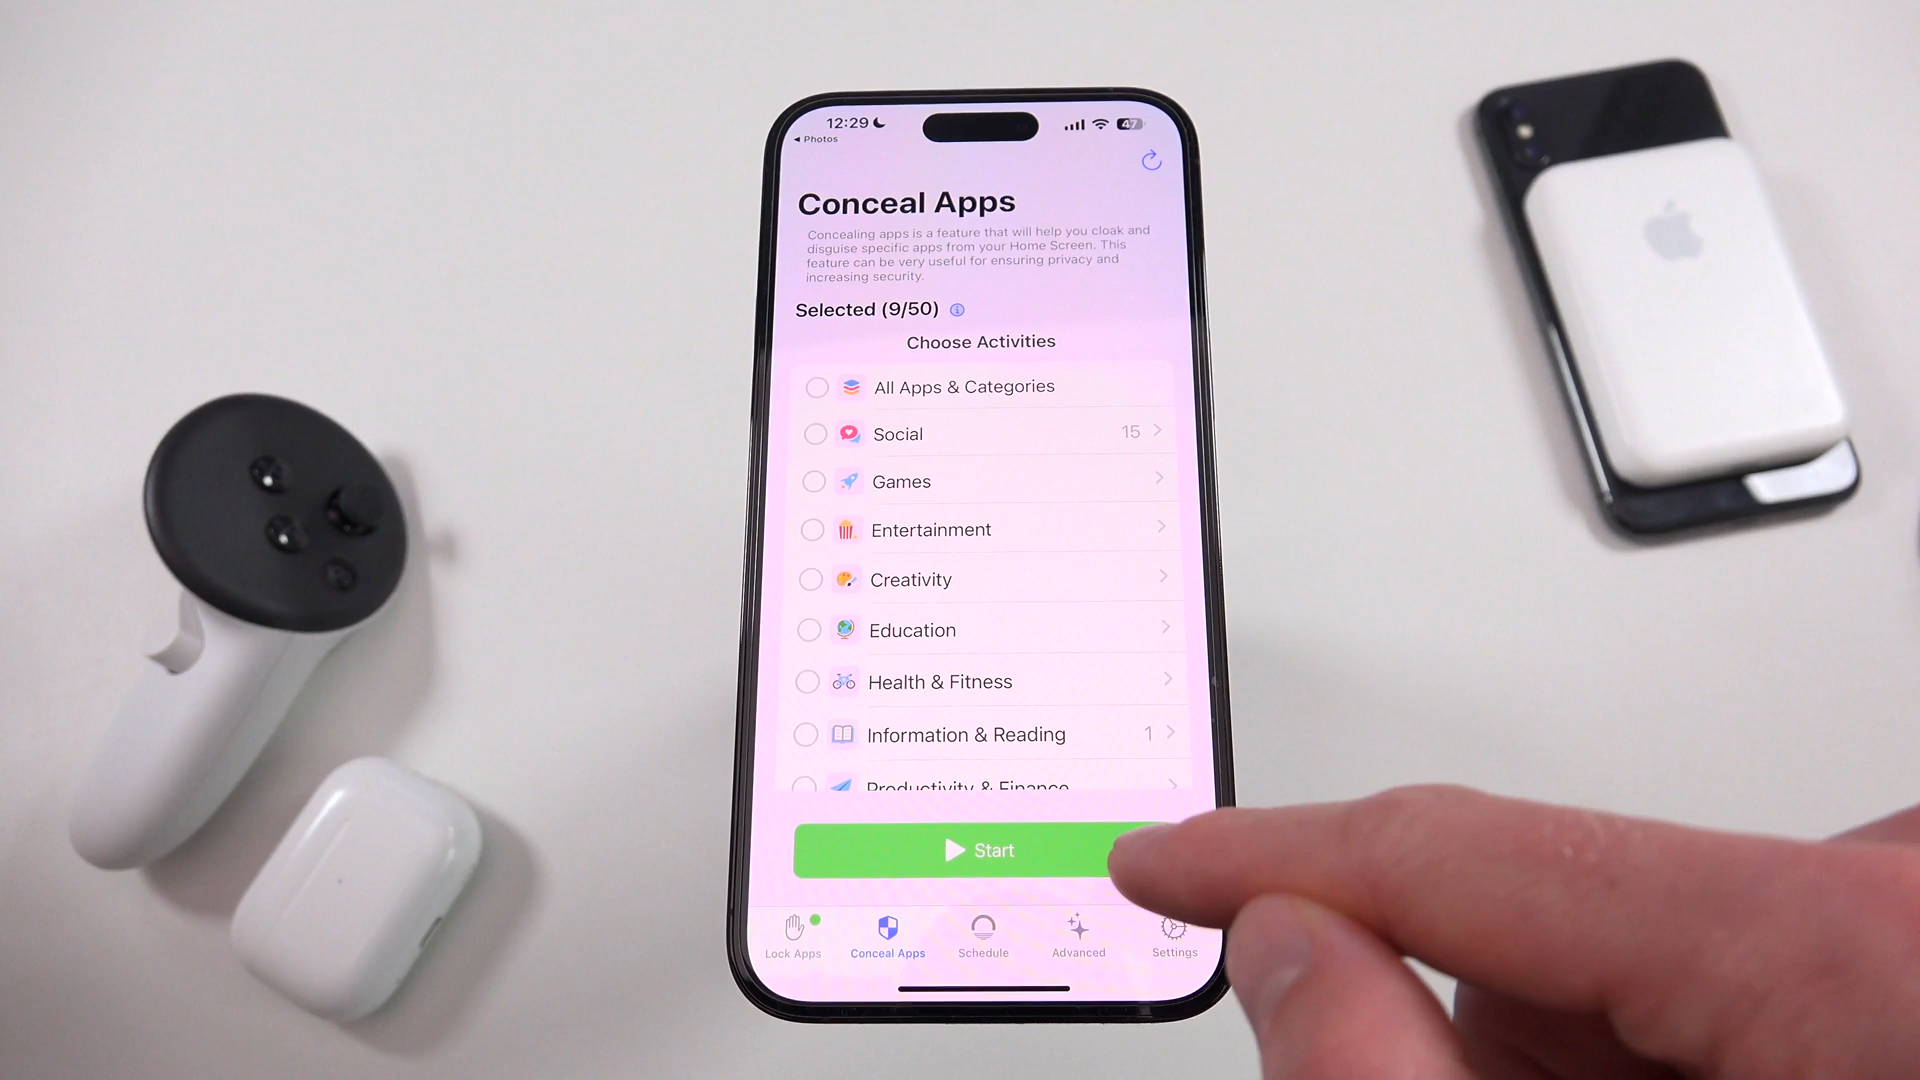 12:29
47
◂ Photos
Conceal Apps
Concealing apps is a feature that will help you cloak and
disguise specific apps from your Home Screen. This
feature can be very useful for ensuring privacy and
increasing security.
Selected (9/50)
Choose Activities
All Apps & Categories
Social 15
Games
Entertainment
Creativity
Education
Health & Fitness
Information & Reading 1
Productivity & Finance
Start
Lock Apps Conceal Apps Schedule Advanced Settings